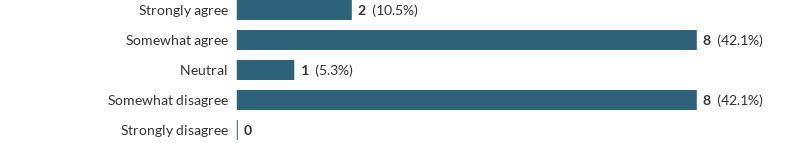 Strongly agree 2 (10.5%)
Somewhat agree 8 (42.1%)
Neutral 1 (5.3%)
Somewhat disagree 8 (42.1%)
Strongly disagree 0